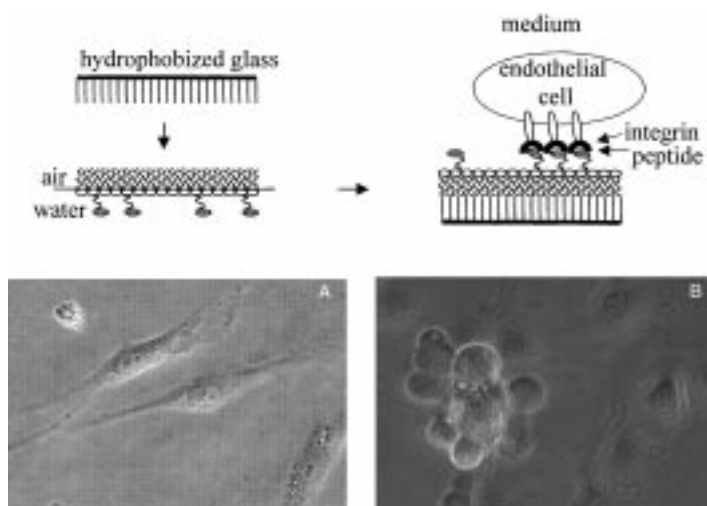 hydrophobized glass
air
water
medium
endothelial
cell
integrin
peptide
A
B